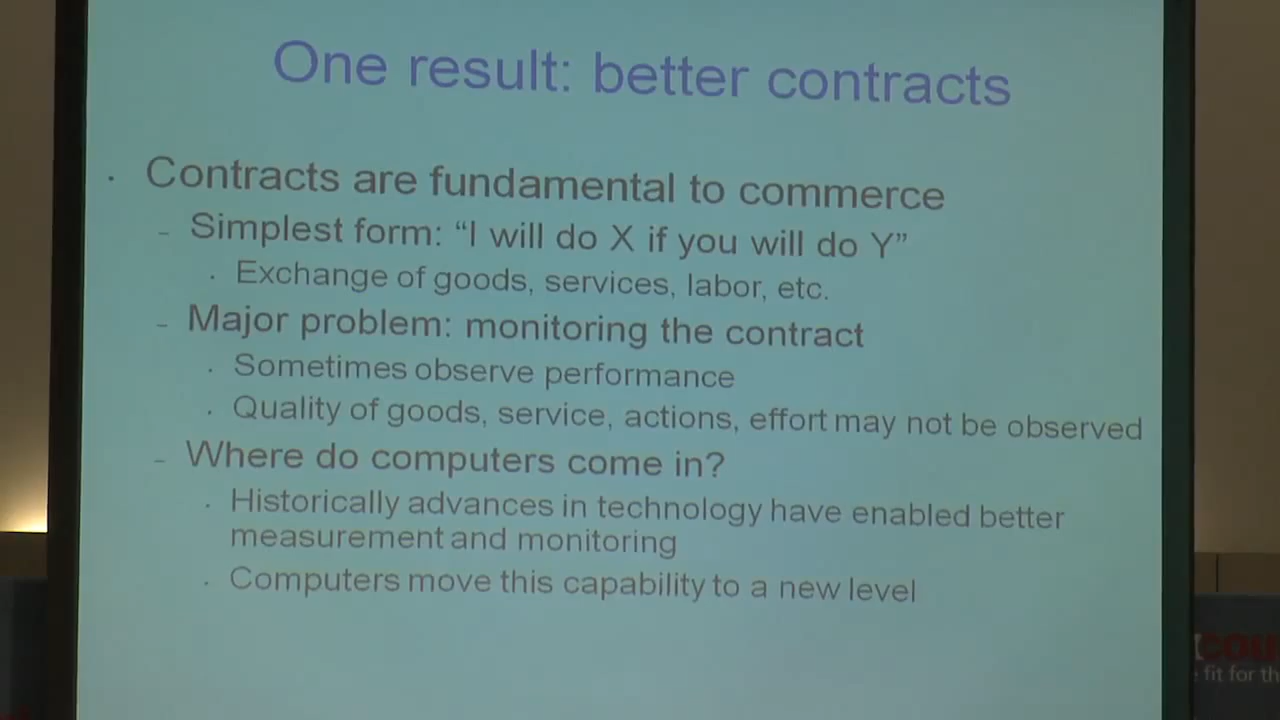 One result: better contracts
· Contracts are fundamental to commerce
– Simplest form: “I will do X if you will do Y”
· Exchange of goods, services, labor, etc.
– Major problem: monitoring the contract
· Sometimes observe performance
· Quality of goods, service, actions, effort may not be observed
– Where do computers come in?
· Historically advances in technology have enabled better
measurement and monitoring
· Computers move this capability to a new level
fit for